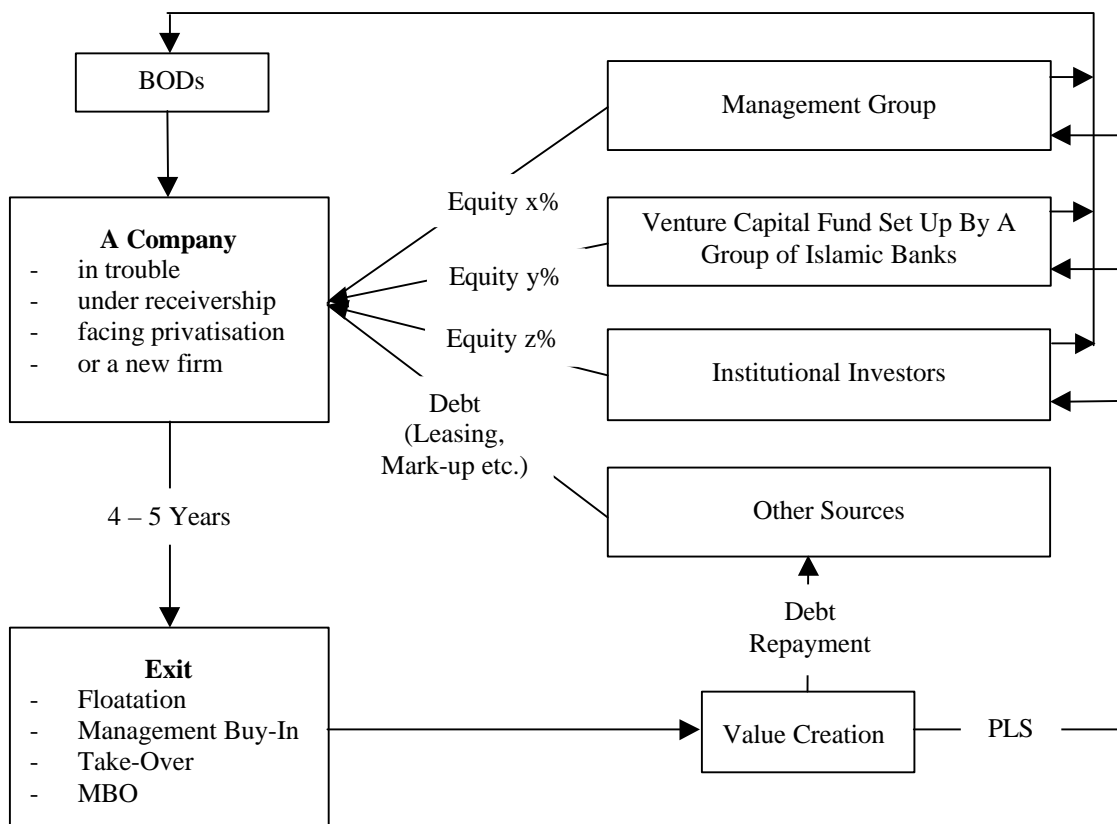 BODs
Management Group
Equity x%
A Company
- in trouble
- under receivership
- facing privatisation
- or a new firm
Venture Capital Fund Set Up By A
Group of Islamic Banks
Equity y%
Equity z%
Institutional Investors
Debt
(Leasing,
Mark-up etc.)
Other Sources
4 – 5 Years
Debt
Repayment
Exit
- Floatation
- Management Buy-In
- Take-Over
- MBO
Value Creation
PLS